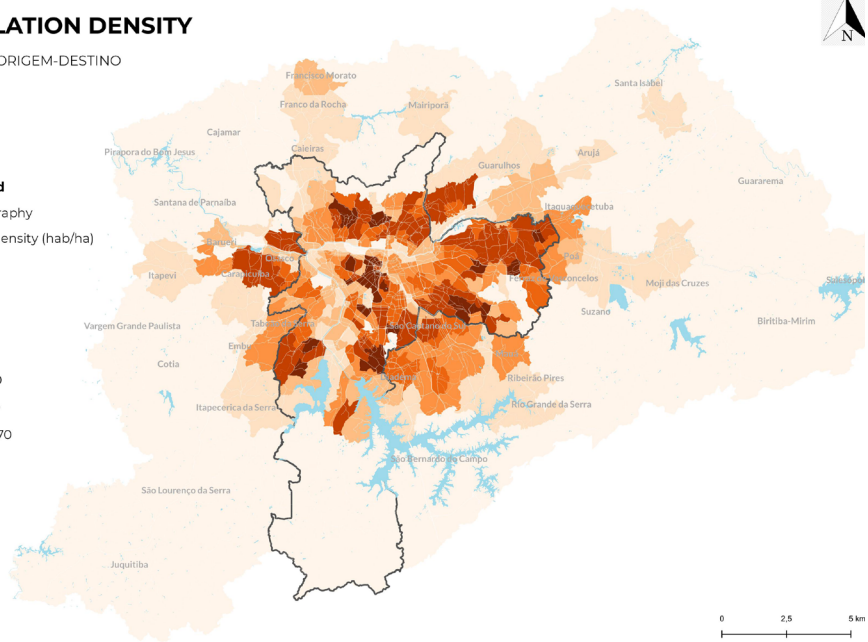 LATION DENSITY
ORIGEM-DESTINO
N
Francisco Morato
Santa Isabel
Franco da Rocha
Mairiporã
Cajamar
Caieiras
Pirapora do Bom Jesus
Arujá
Guarulhos
Guararema
d
Santana de Parnaíba
raphy
Itaquaquecetuba
ensity (hab/ha)
Barueri
Osasco
Poá
Itapevi
Carapicuíba
Ferraz de Vasconcelos
Moji das Cruzes
Salesópolis
Suzano
Biritiba-Mirim
Vargem Grande Paulista
Taboão da Serra
São Caetano do Sul
Embu
Mauá
Cotia
Diadema
Ribeirão Pires
Itapecerica da Serra
Rio Grande da Serra
70
São Bernardo do Campo
São Lourenço da Serra
Juquitiba
0 2,5 5 km